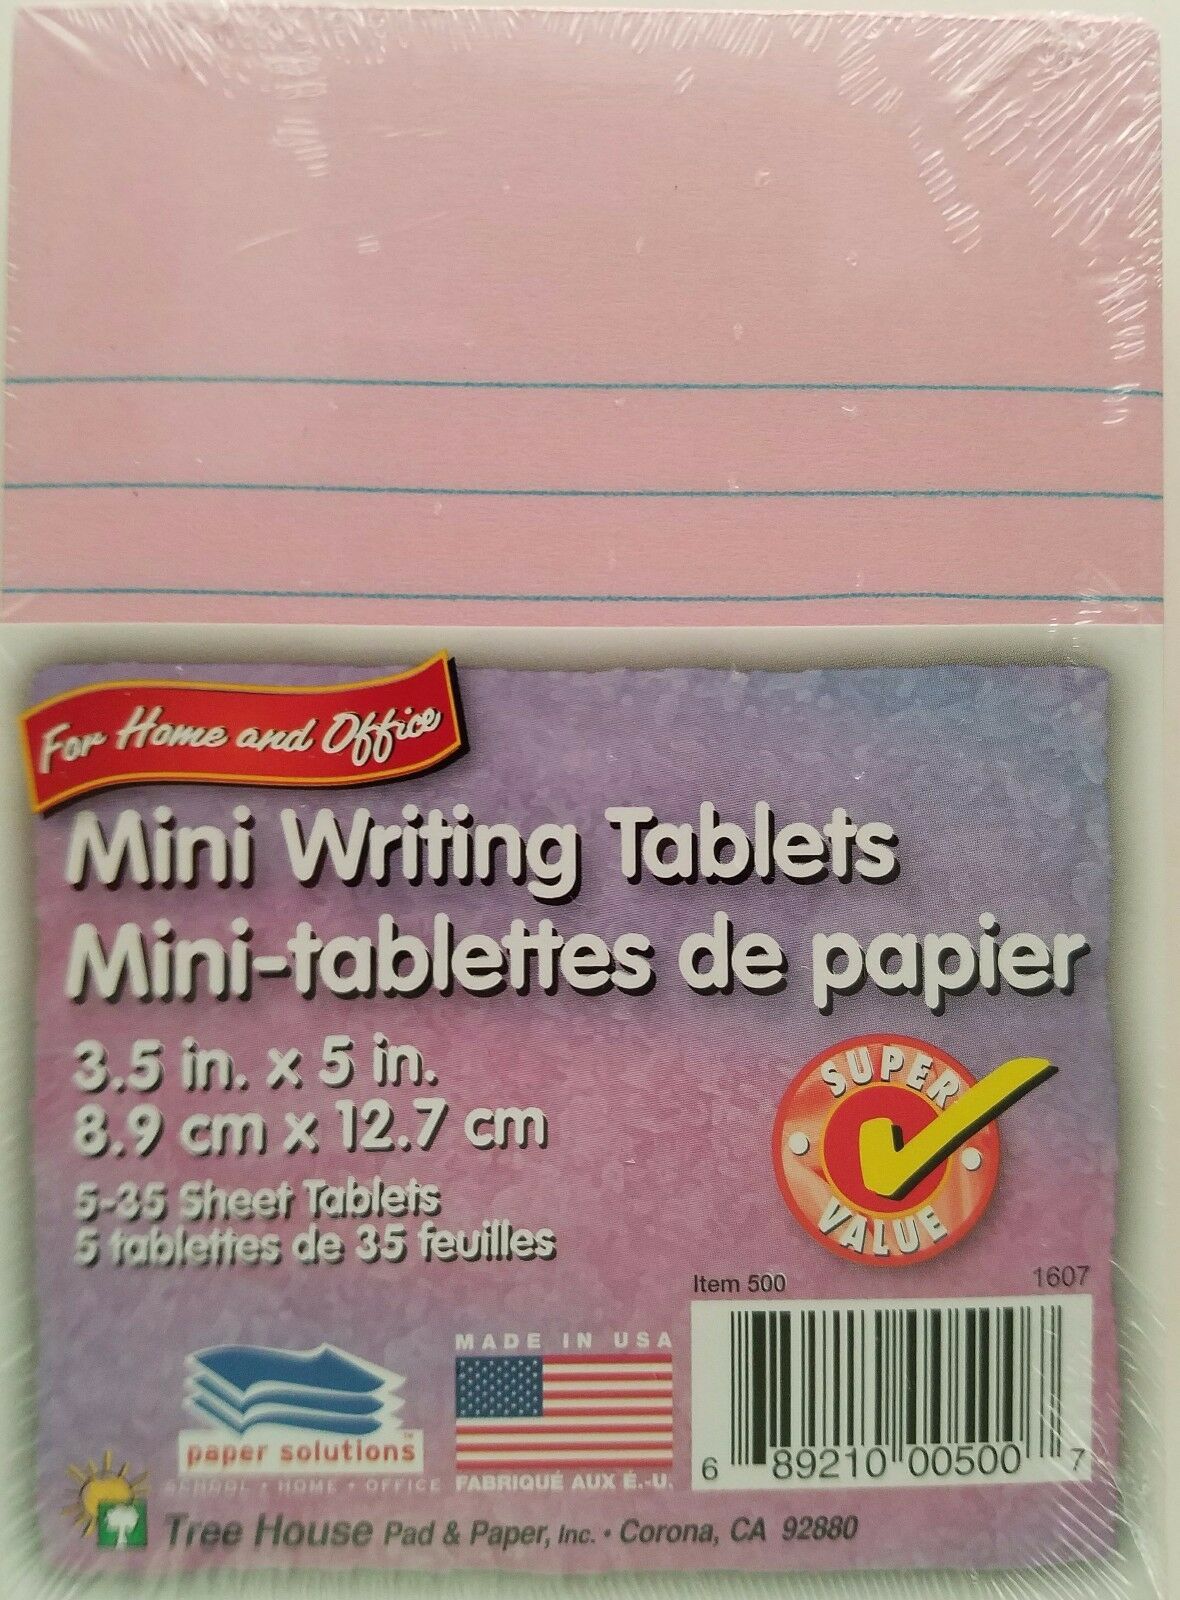 For Home and Office
Mini Writing Tablets
Mini-tablettes de papier
3.5 in. x 5 in.
8.9 cm x 12.7 cm
5-35 Sheet Tablets
5 tablettes de 35 feuilles
SUPER
VALUE
Item 500 1607
MADE IN USA
paper solutions™
SCHOOL • HOME • OFFICE
FABRIQUÉ AUX É.-U.
6 89210 00500 7
Tree House Pad & Paper, Inc. • Corona, CA 92880